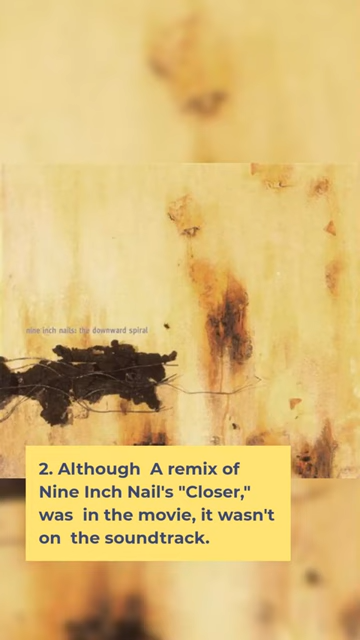 nine inch nails: the downward spiral
2. Although  A remix of
Nine Inch Nail's "Closer,"
was  in the movie, it wasn't
on  the soundtrack.